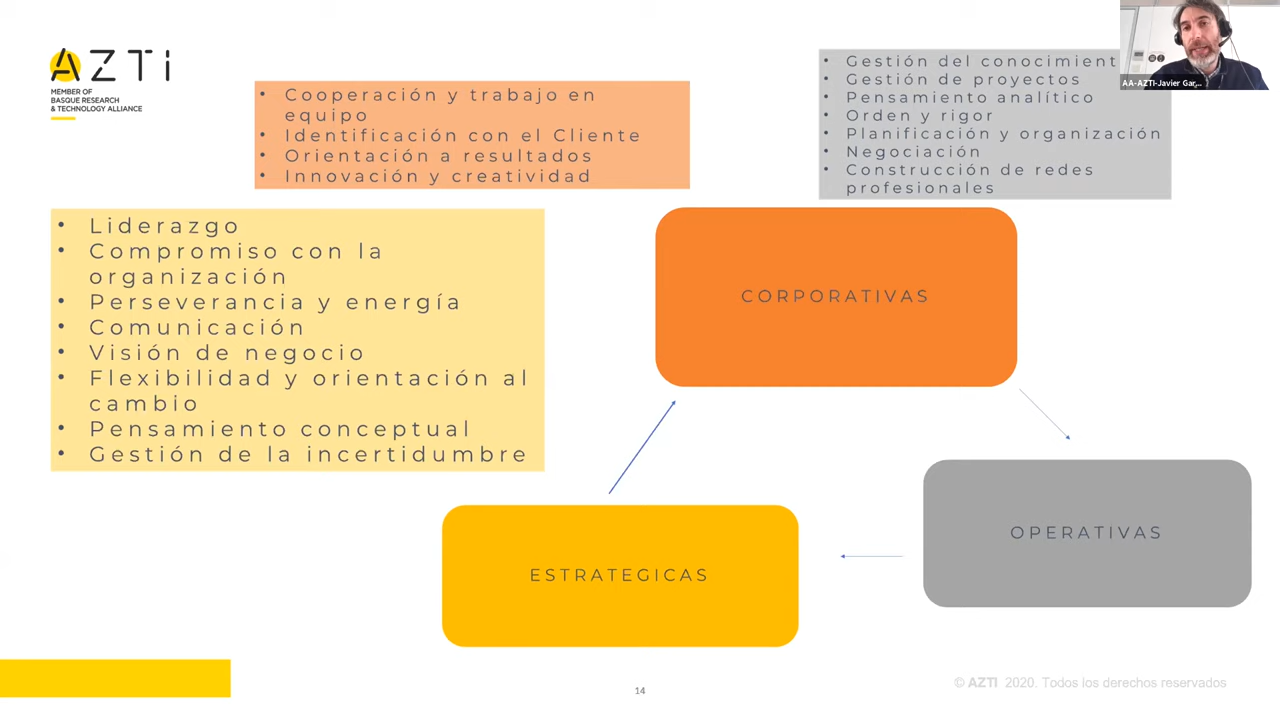 AZTi
MEMBER OF
BASQUE RESEARCH
& TECHNOLOGY ALLIANCE
• Cooperación y trabajo en
equipo
• Identificación con el Cliente
• Orientación a resultados
• Innovación y creatividad
• Gestión del conocimient
• Gestión de proyectos
• Pensamiento analítico
• Orden y rigor
• Planificación y organización
• Negociación
• Construcción de redes
profesionales
AA-AZTI-Javier Gar,...
• Liderazgo
• Compromiso con la
organización
• Perseverancia y energía
• Comunicación
• Visión de negocio
• Flexibilidad y orientación al
cambio
• Pensamiento conceptual
• Gestión de la incertidumbre
CORPORATIVAS
OPERATIVAS
ESTRATEGICAS
14
© AZTI 2020. Todos los derechos reservados